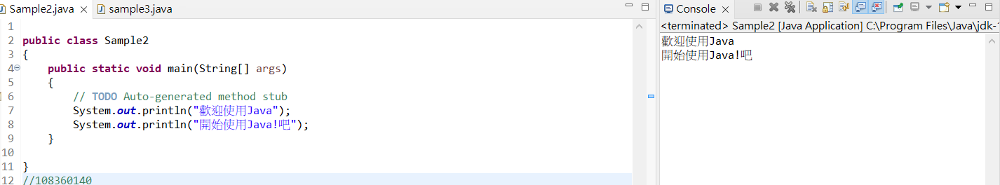 Sample2.java
sample3.java
1
2 public class Sample2
3 {
4 public static void main(String[] args)
5 {
6 // TODO Auto-generated method stub
7 System.out.println("歡迎使用Java");
8 System.out.println("開始使用Java!吧");
9 }
10
11 }
12 //108360140
Console
<terminated> Sample2 [Java Application] C:\Program Files\Java\jdk-1
歡迎使用Java
開始使用Java!吧